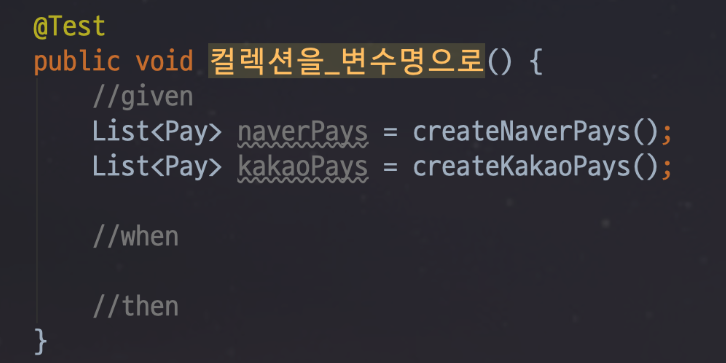 @Test
public void 컬렉션을_변수명으로() {
//given
List<Pay> naverPays = createNaverPays();
List<Pay> kakaoPays = createKakaoPays();
//when
//then
}